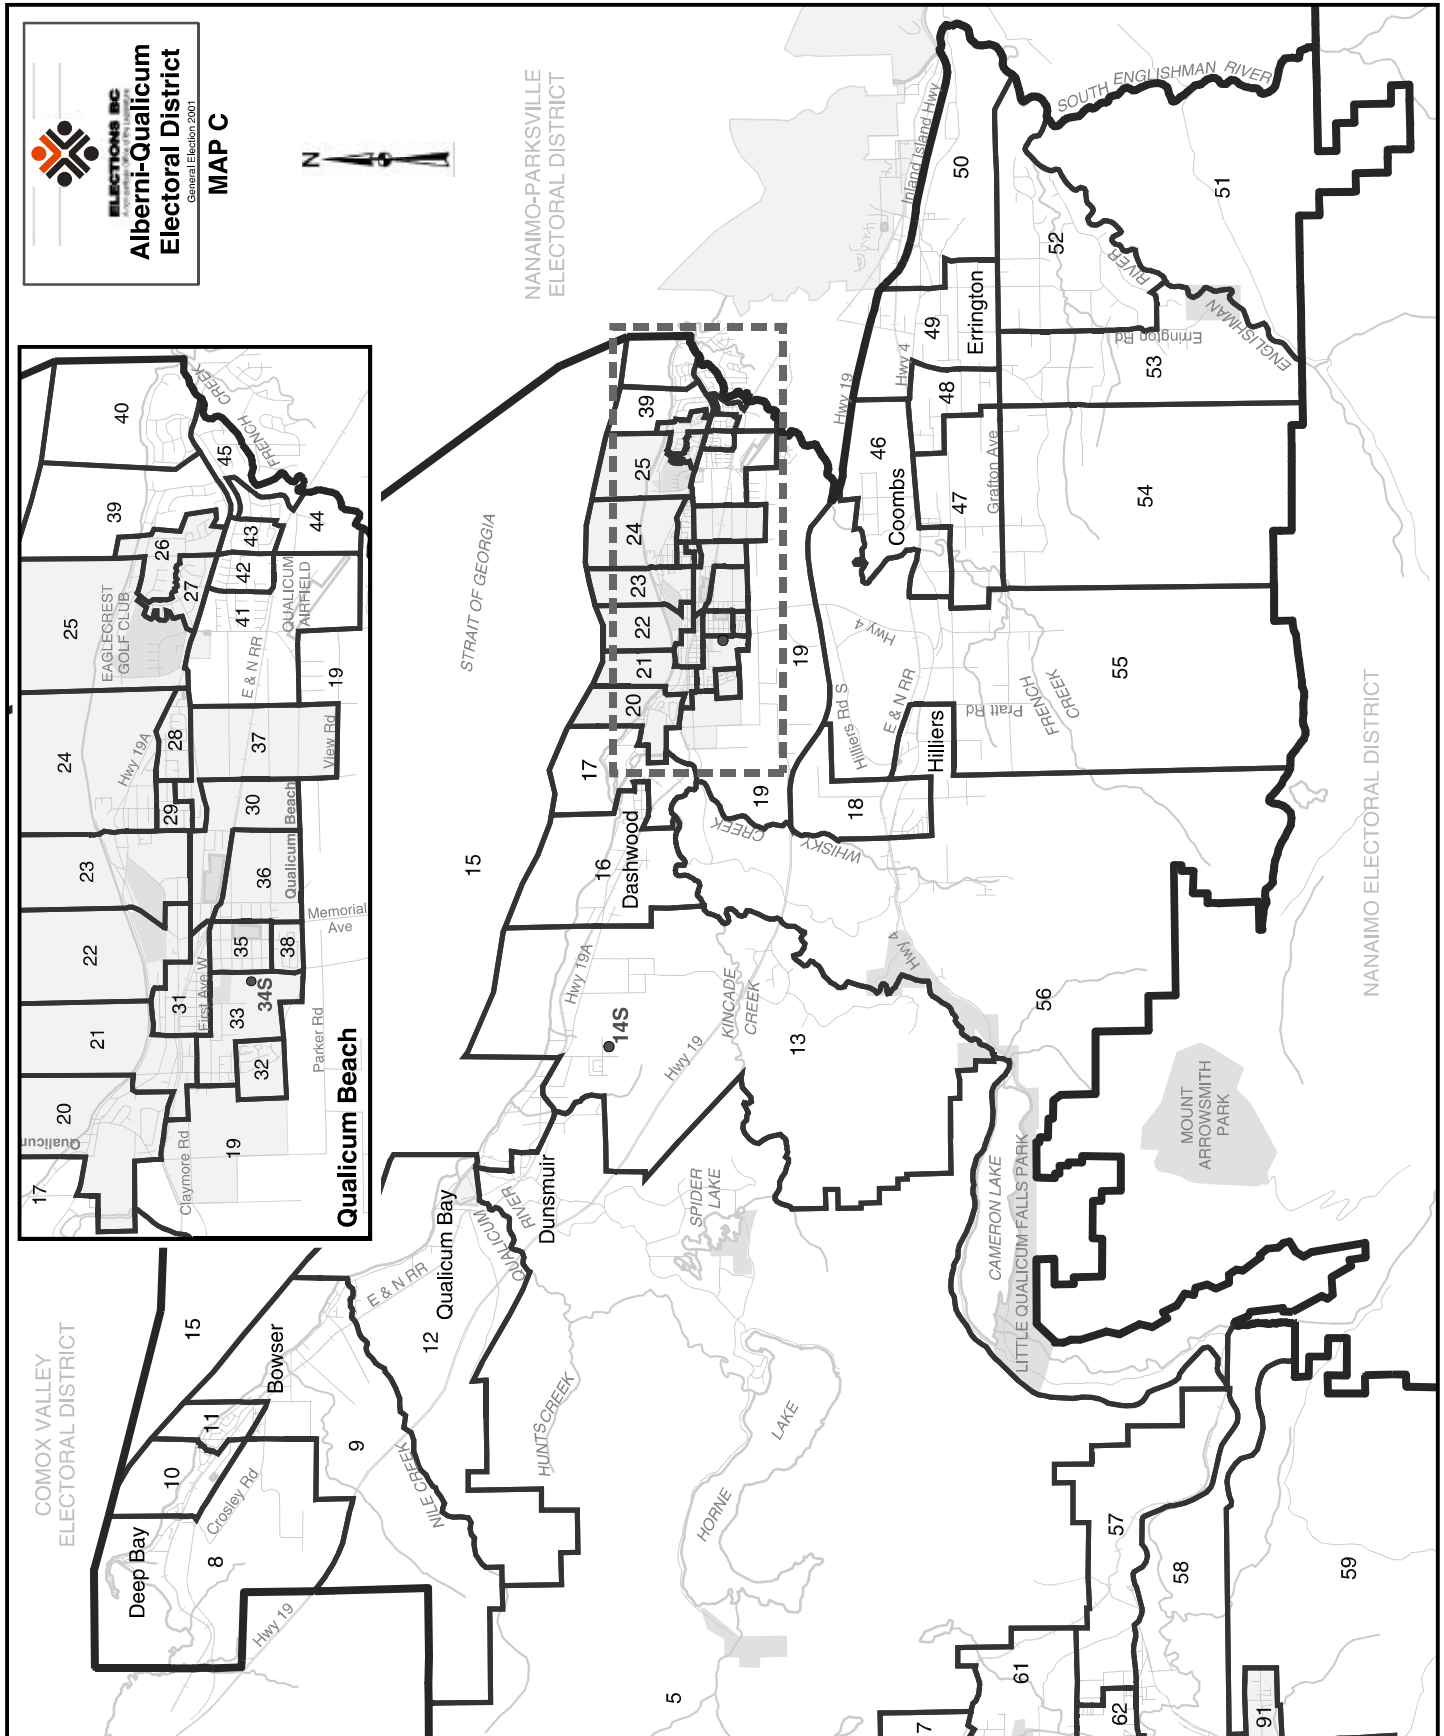 ELECTIONS BC
Alberni-Qualicum
Electoral District
General Election 2001
MAP C
N
NANAIMO-PARKSVILLE
ELECTORAL DISTRICT
COMOX VALLEY
ELECTORAL DISTRICT
NANAIMO ELECTORAL DISTRICT
STRAIT OF GEORGIA
Qualicum Beach
17
20
21
22
23
24
25
39
40
Qualicum
Hwy 19A
EAGLECREST
GOLF CLUB
26
27
45
FRENCH
CREEK
44
43
42
41
QUALICUM
AIRFIELD
E & N RR
19
28
29
37
View Rd
30
36
Qualicum Beach
Memorial
Ave
35
38
34S
31
First Ave W
33
32
Parker Rd
Claymore Rd
19
15
15
Deep Bay
8
10
11
Bowser
Crosley Rd
9
Hwy 19
NILE CREEK
12
E & N RR
Qualicum Bay
QUALICUM
RIVER
Dunsmuir
HUNTS CREEK
HORNE
LAKE
SPIDER
LAKE
5
14S
Hwy 19A
Hwy 19
KINCADE
CREEK
13
16
Dashwood
17
20
21
22
23
24
25
39
19
19
WHISKY
CREEK
18
Hilliers
Hilliers Rd S
E & N RR
Hwy 4
Hwy 4
Hwy 4
Hwy 19
Inland Island Hwy
46
Coombs
47
48
49
Errington
50
51
52
53
54
55
56
Grafton Ave
Pratt Rd
FRENCH
CREEK
Errington Rd
ENGLISHMAN
RIVER
SOUTH ENGLISHMAN RIVER
CAMERON LAKE
LITTLE QUALICUM FALLS PARK
MOUNT
ARROWSMITH
PARK
57
58
59
61
62
7
91